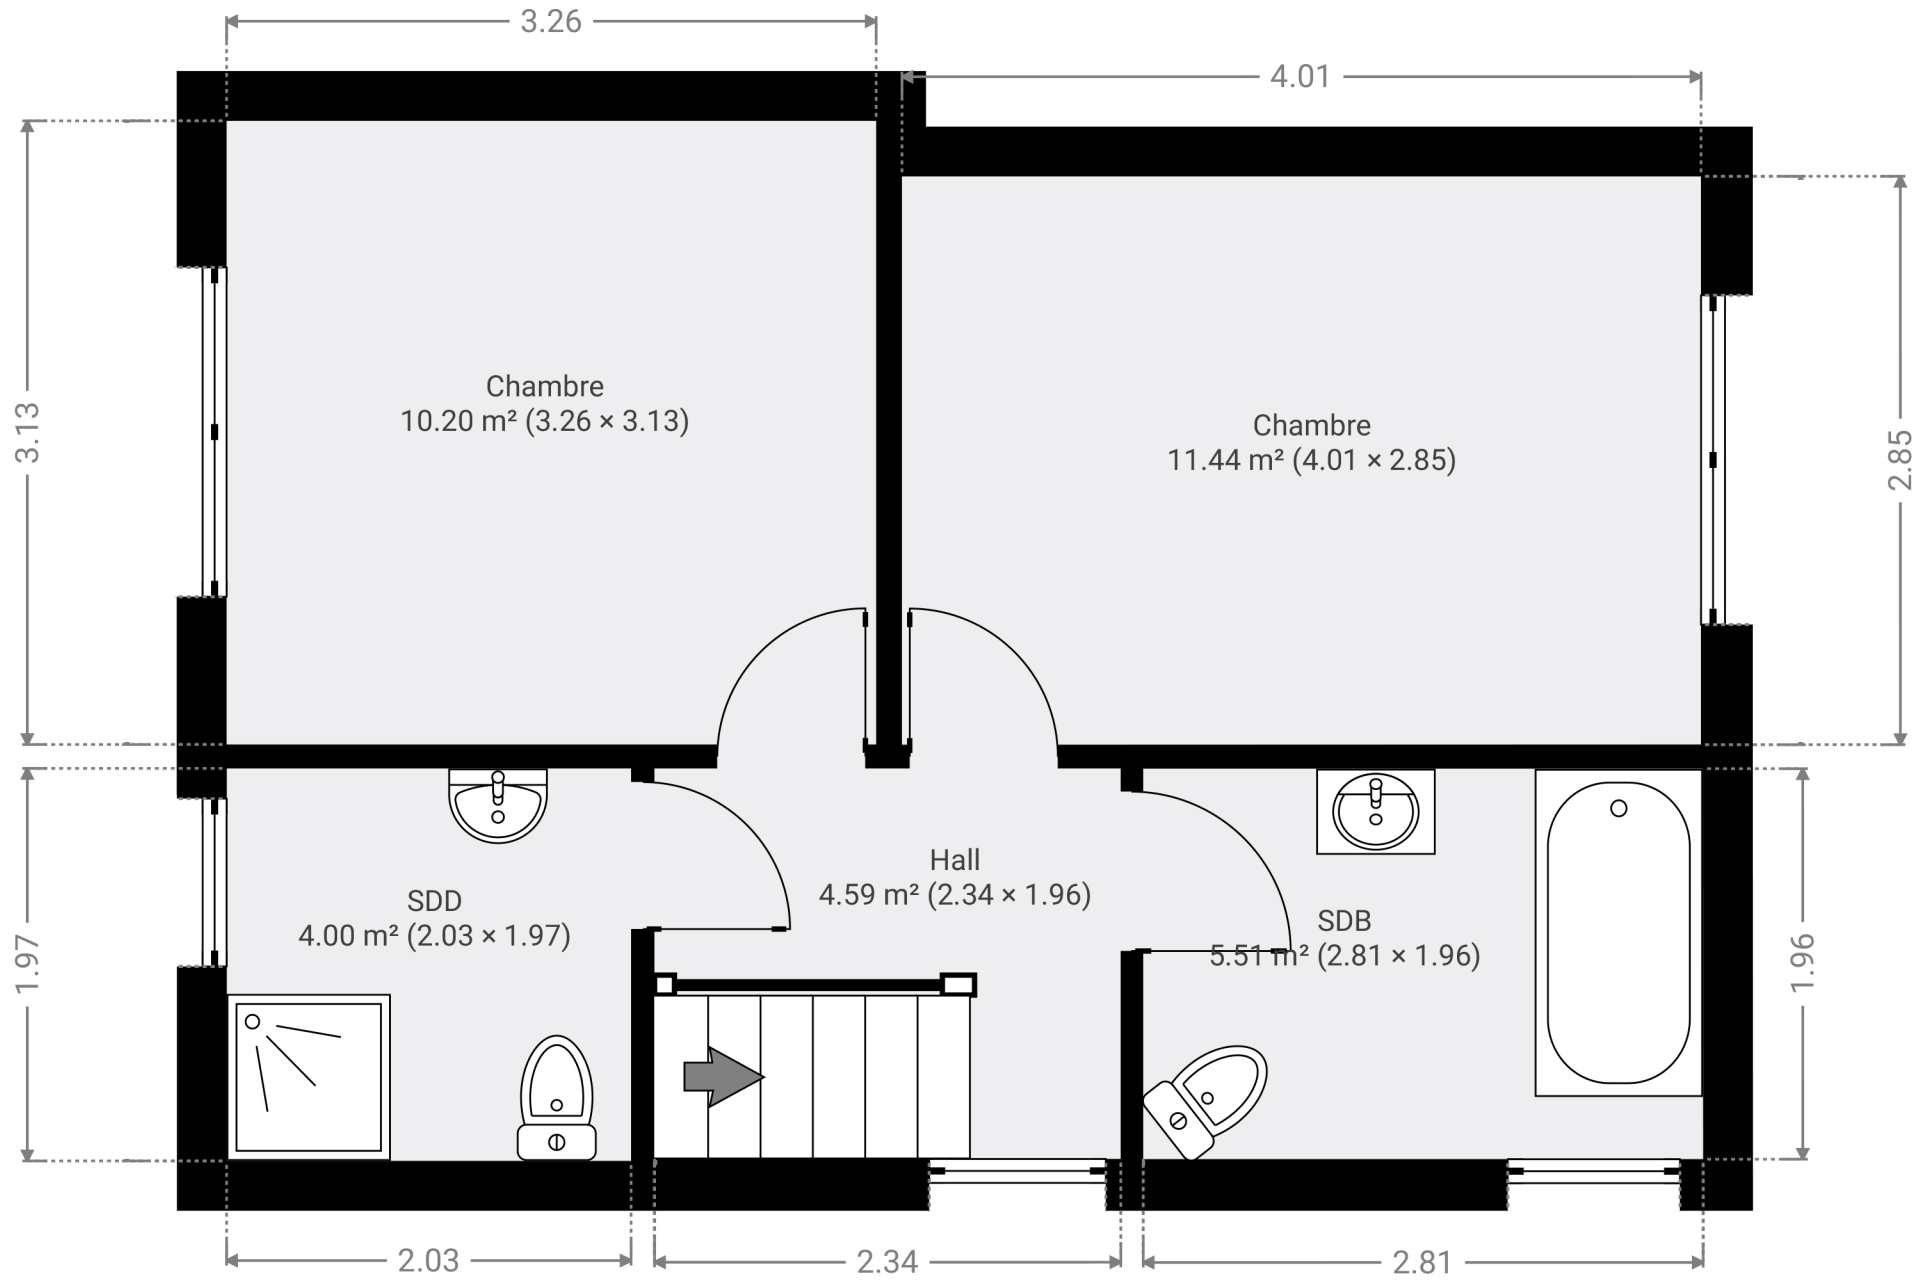 3.26
4.01
3.13
Chambre
10.20 m² (3.26 × 3.13)
Chambre
11.44 m² (4.01 × 2.85)
2.85
Hall
4.59 m² (2.34 × 1.96)
SDD
4.00 m² (2.03 × 1.97)
SDB
5.51 m² (2.81 × 1.96)
1.97
1.96
2.03
2.34
2.81